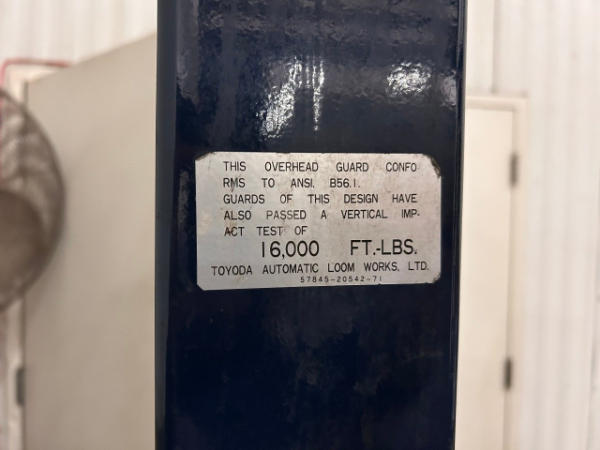 THIS OVERHEAD GUARD CONFO
RMS TO ANSI. B56.1.
GUARDS OF THIS DESIGN HAVE
ALSO PASSED A VERTICAL IMP-
ACT TEST OF
16,000 FT.-LBS.
TOYODA AUTOMATIC LOOM WORKS, LTD.
57845-20542-71